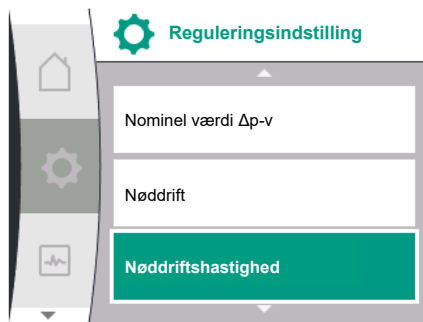 Reguleringsindstilling
Nominel værdi Δp-v
Nøddrift
Nøddriftshastighed